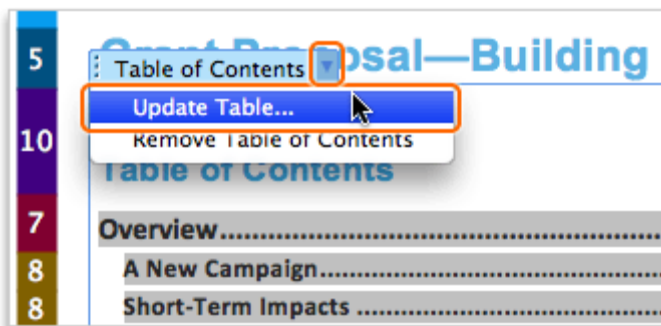 5
Grant Proposal—Building
Table of Contents
Update Table...
10
Remove Table of Contents
Table of Contents
7
Overview
8
A New Campaign
8
Short-Term Impacts